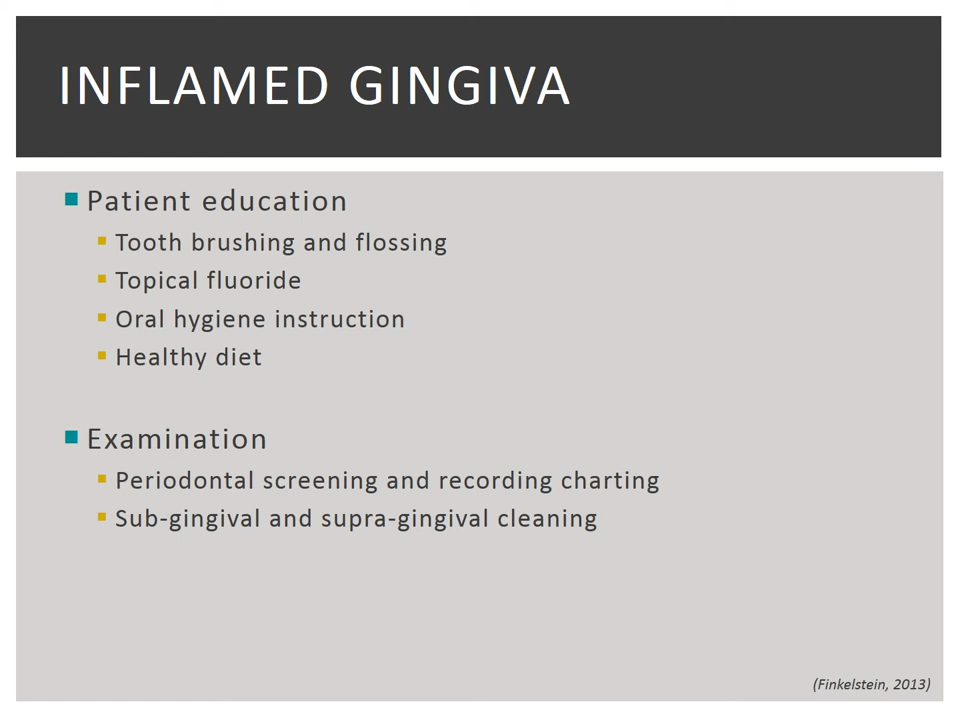 INFLAMED GINGIVA
Patient education
Tooth brushing and flossing
Topical fluoride
Oral hygiene instruction
Healthy diet
Examination
Periodontal screening and recording charting
Sub-gingival and supra-gingival cleaning
(Finkelstein, 2013)